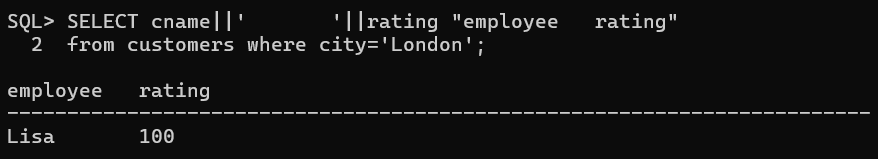 SQL> SELECT cname||'       '||rating "employee   rating"
  2  from customers where city='London';
employee   rating
------------------------------------------------------------------------
Lisa       100